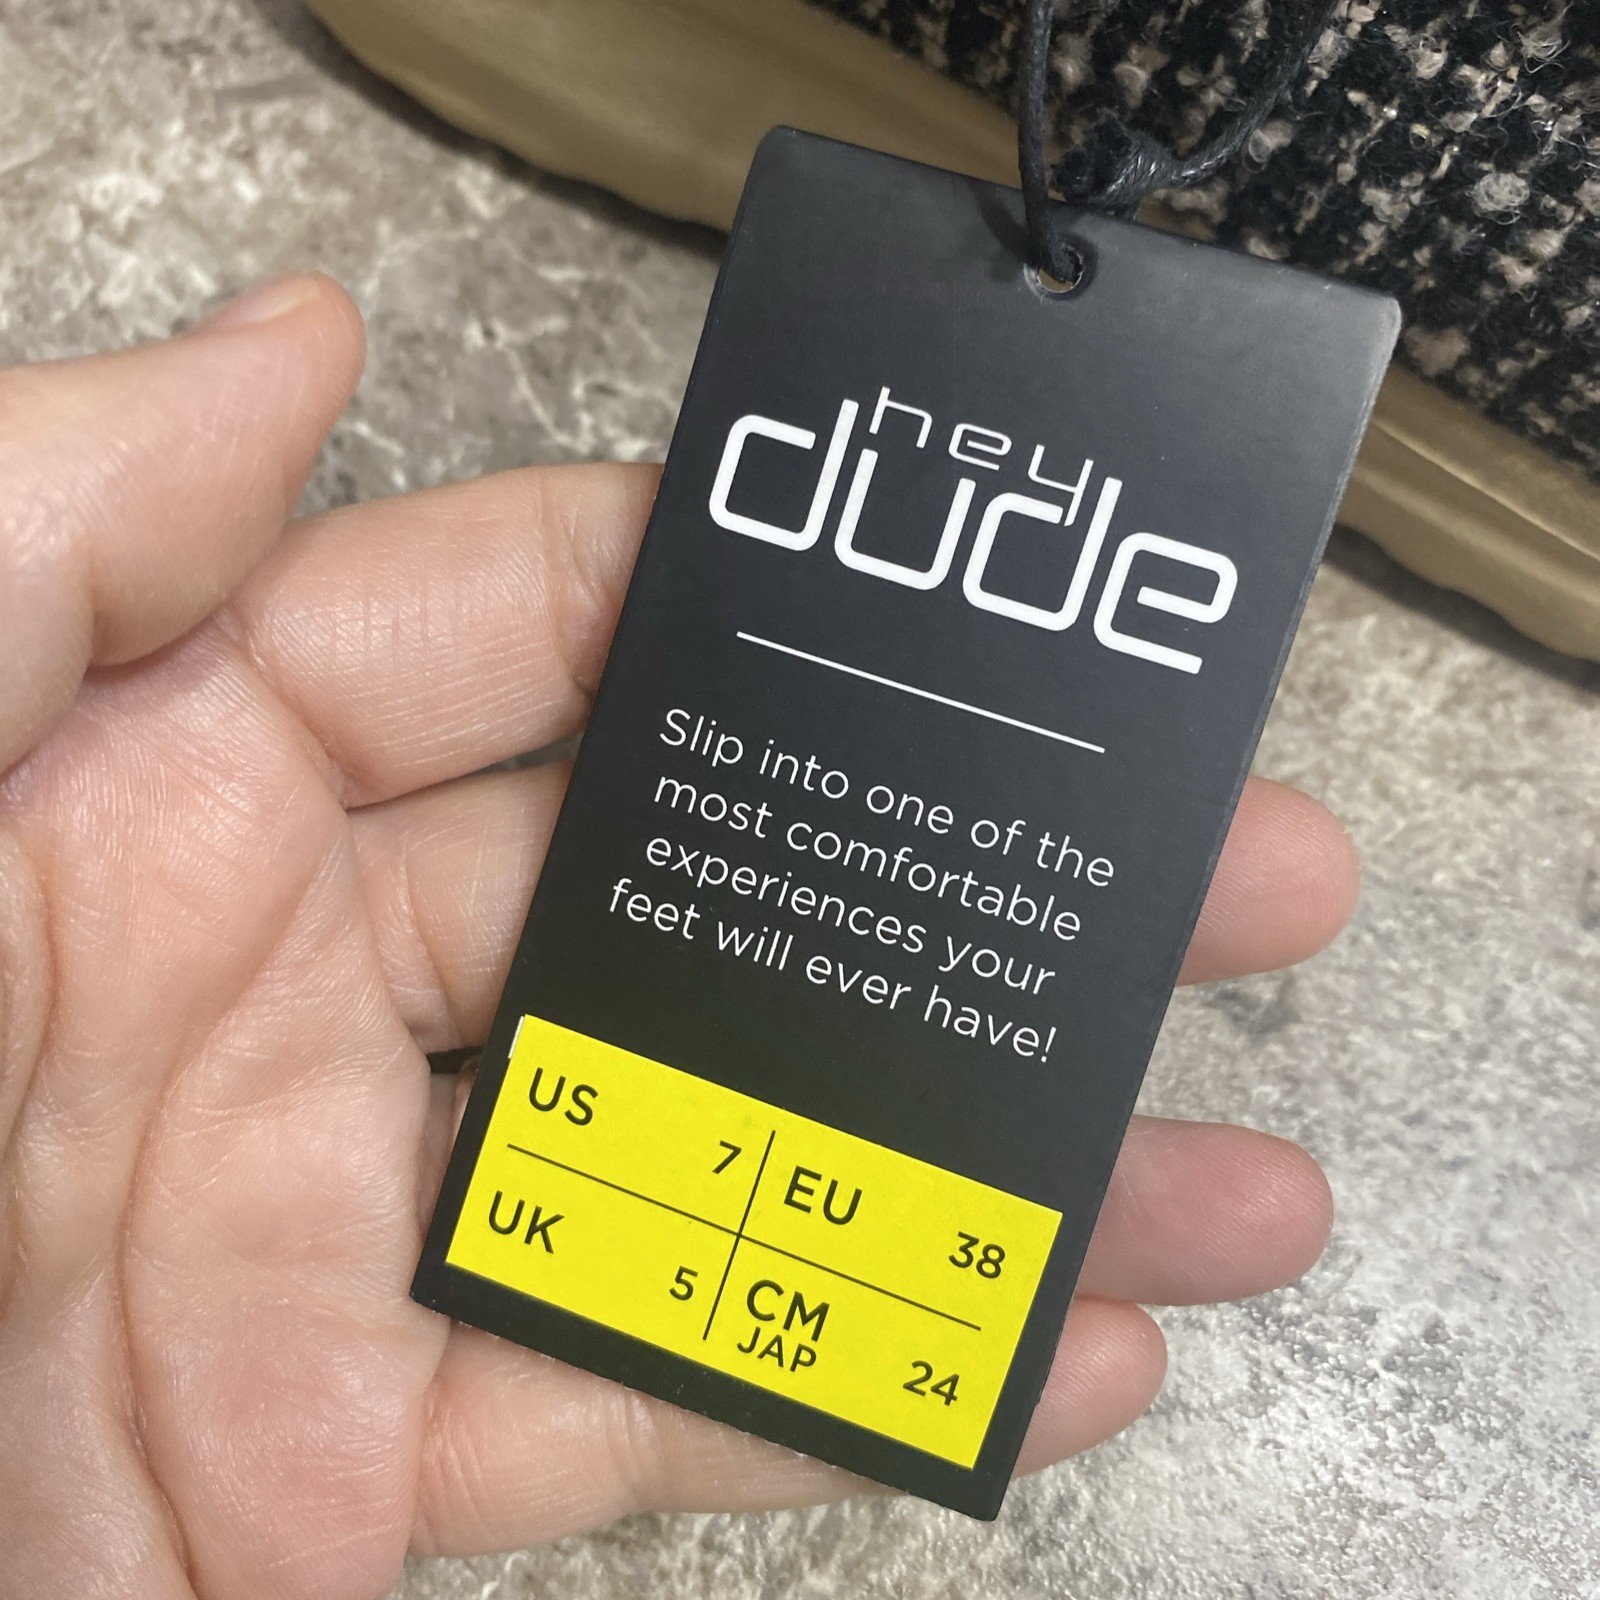 hey
dude
Slip into one of the
most comfortable
experiences your
feet will ever have!
US 7 EU 38
UK 5 CM JAP 24